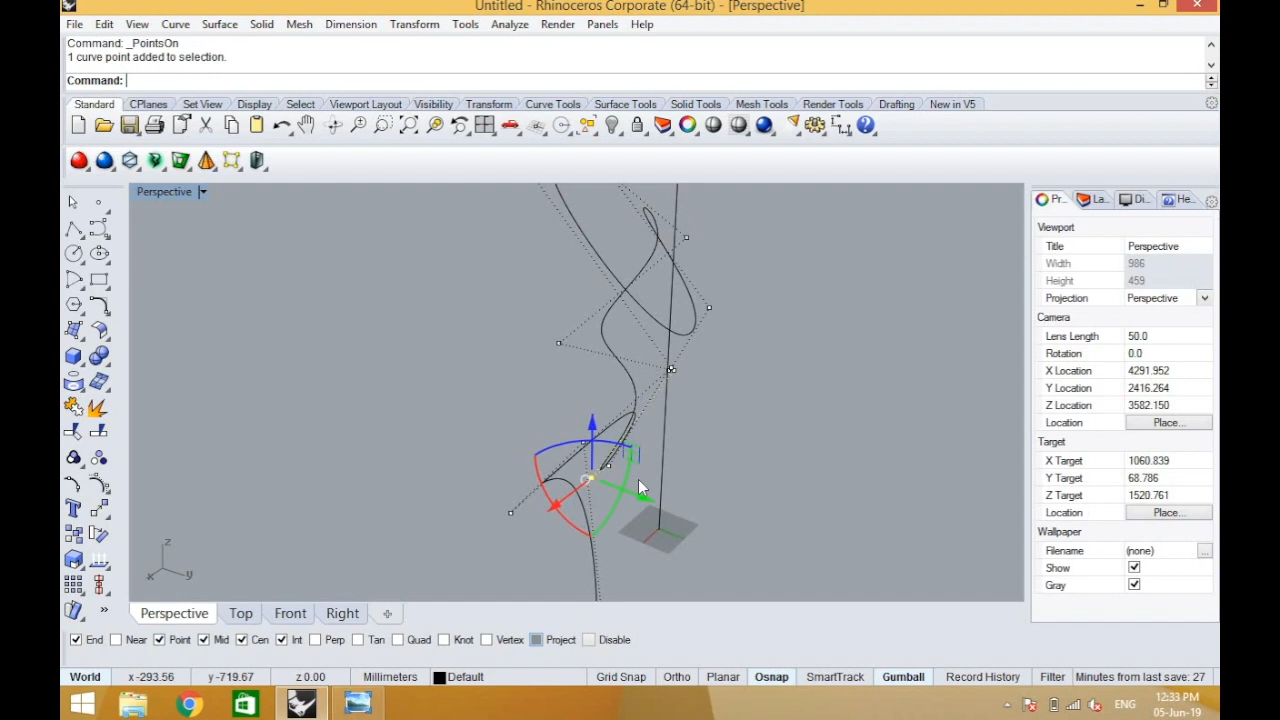 Untitled - Rhinoceros Corporate (64-bit) - [Perspective]
File Edit View Curve Surface Solid Mesh Dimension Transform Tools Analyze Render Panels Help
Command: _PointsOn
1 curve point added to selection.
Command:
Standard CPlanes Set View Display Select Viewport Layout Visibility Transform Curve Tools Surface Tools Solid Tools Mesh Tools Render Tools Drafting New in V5
Perspective
Pr... La... Di... He...
Viewport
Title Perspective
Width 986
Height 459
Projection Perspective
Camera
Lens Length 50.0
Rotation 0.0
X Location 4291.952
Y Location 2416.264
Z Location 3582.150
Location Place...
Target
X Target 1060.839
Y Target 68.786
Z Target 1520.761
Location Place...
Wallpaper
Filename (none) ...
Show
Gray
z
x y
Perspective Top Front Right
End Near Point Mid Cen Int Perp Tan Quad Knot Vertex Project Disable
World x -293.56 y -719.67 z 0.00 Millimeters Default Grid Snap Ortho Planar Osnap SmartTrack Gumball Record History Filter Minutes from last save: 27
ENG 12:33 PM
05-Jun-19